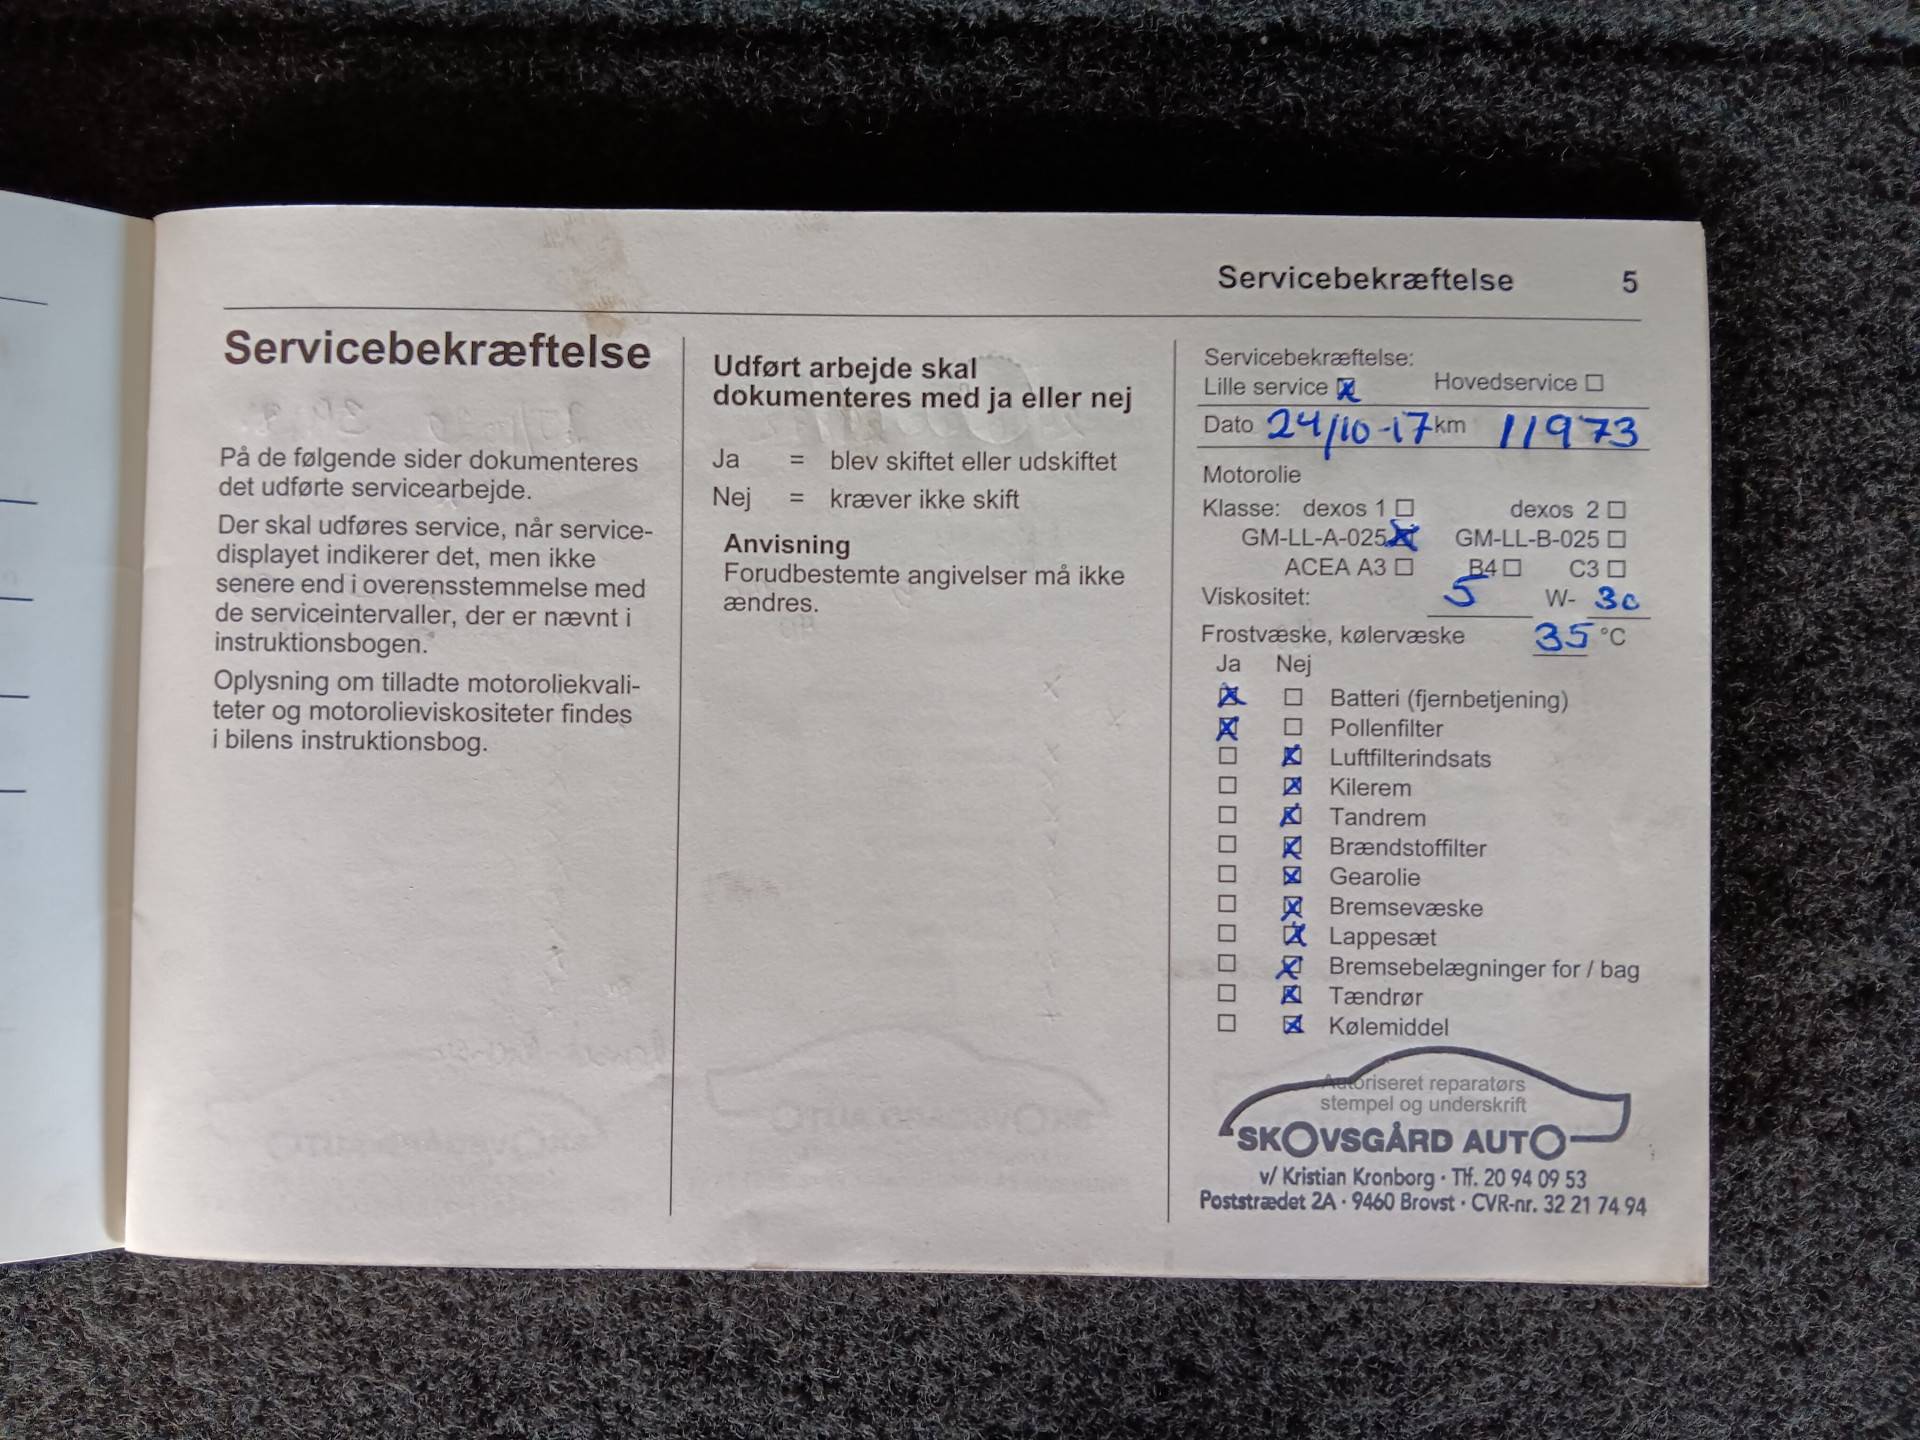 Servicebekræftelse 5
Servicebekræftelse
På de følgende sider dokumenteres
det udførte servicearbejde.
Der skal udføres service, når service-
displayet indikerer det, men ikke
senere end i overensstemmelse med
de serviceintervaller, der er nævnt i
instruktionsbogen.
Oplysning om tilladte motoroliekvali-
teter og motorolieviskositeter findes
i bilens instruktionsbog.
Udført arbejde skal
dokumenteres med ja eller nej
Ja = blev skiftet eller udskiftet
Nej = kræver ikke skift
Anvisning
Forudbestemte angivelser må ikke
ændres.
Servicebekræftelse:
Lille service ☒ Hovedservice ☐
Dato 24/10-17 km 11973
Motorolie
Klasse: dexos 1 ☐ dexos 2 ☐
GM-LL-A-025 ☒ GM-LL-B-025 ☐
ACEA A3 ☐ B4 ☐ C3 ☐
Viskositet: 5 W- 30
Frostvæske, kølervæske 35 °C
Ja Nej
☒ ☐ Batteri (fjernbetjening)
☒ ☐ Pollenfilter
☐ ☒ Luftfilterindsats
☐ ☒ Kilerem
☐ ☒ Tandrem
☐ ☒ Brændstoffilter
☐ ☒ Gearolie
☐ ☒ Bremsevæske
☐ ☒ Lappesæt
☐ ☒ Bremsebelægninger for / bag
☐ ☒ Tændrør
☐ ☒ Kølemiddel
Autoriseret reparatørs
stempel og underskrift
SKOVSGÅRD AUTO
v/ Kristian Kronborg · Tlf. 20 94 09 53
Poststrædet 2A · 9460 Brovst · CVR-nr. 32 21 74 94